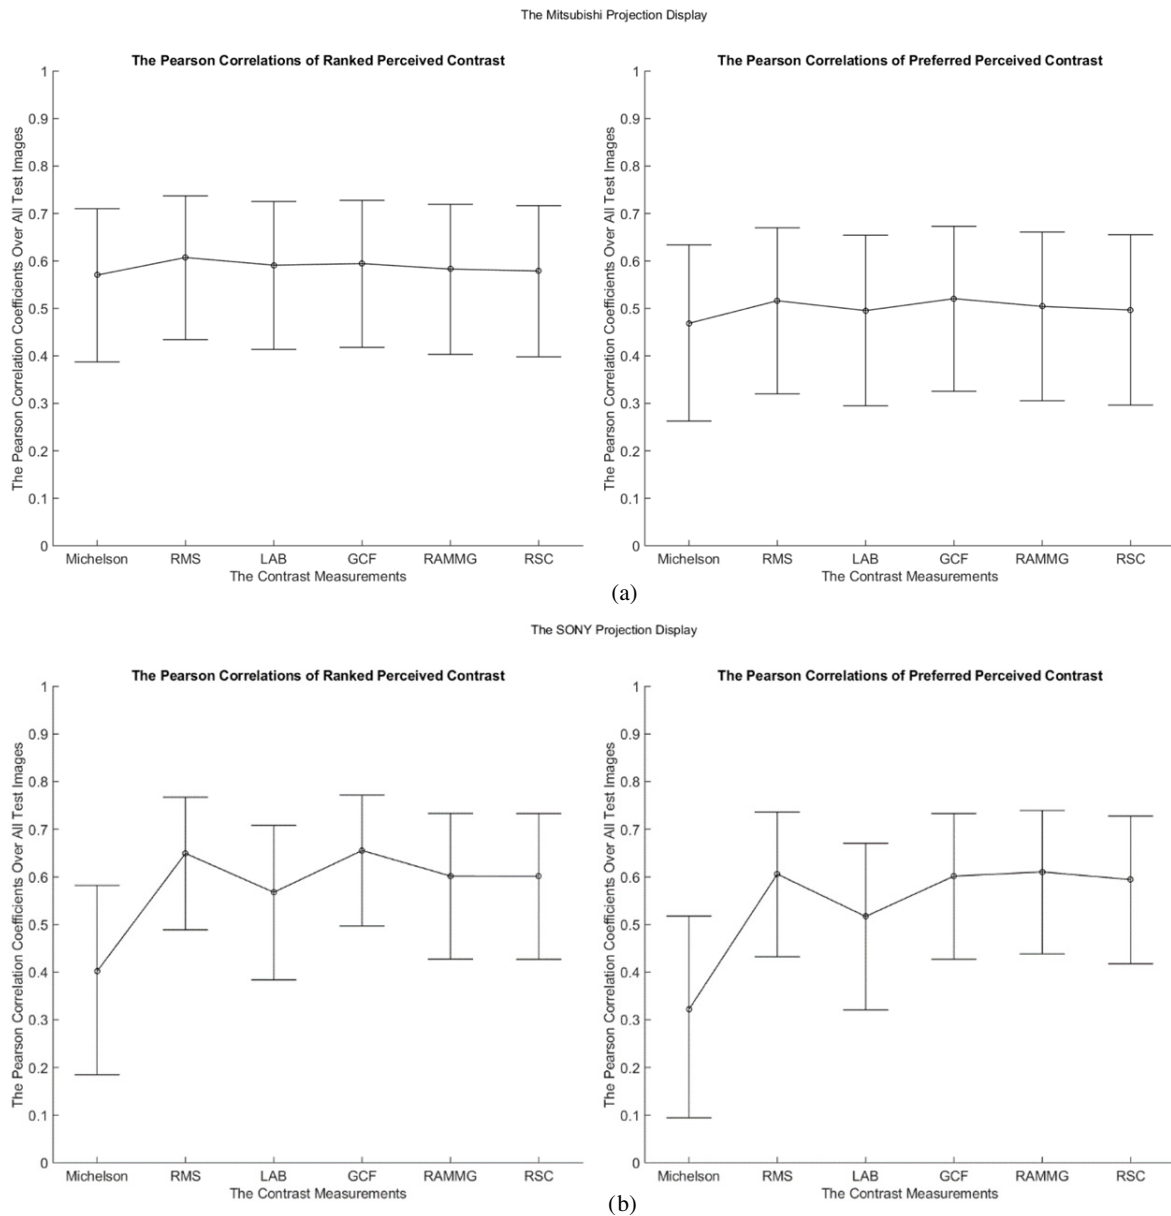 The Mitsubishi Projection Display
The Pearson Correlations of Ranked Perceived Contrast
The Pearson Correlation Coefficients Over All Test Images
1
0.9
0.8
0.7
0.6
0.5
0.4
0.3
0.2
0.1
0
Michelson RMS LAB GCF RAMMG RSC
The Contrast Measurements
The Pearson Correlations of Preferred Perceived Contrast
The Pearson Correlation Coefficients Over All Test Images
1
0.9
0.8
0.7
0.6
0.5
0.4
0.3
0.2
0.1
0
Michelson RMS LAB GCF RAMMG RSC
The Contrast Measurements
(a)
The SONY Projection Display
The Pearson Correlations of Ranked Perceived Contrast
The Pearson Correlation Coefficients Over All Test Images
1
0.9
0.8
0.7
0.6
0.5
0.4
0.3
0.2
0.1
0
Michelson RMS LAB GCF RAMMG RSC
The Contrast Measurements
The Pearson Correlations of Preferred Perceived Contrast
The Pearson Correlation Coefficients Over All Test Images
1
0.9
0.8
0.7
0.6
0.5
0.4
0.3
0.2
0.1
0
Michelson RMS LAB GCF RAMMG RSC
The Contrast Measurements
(b)